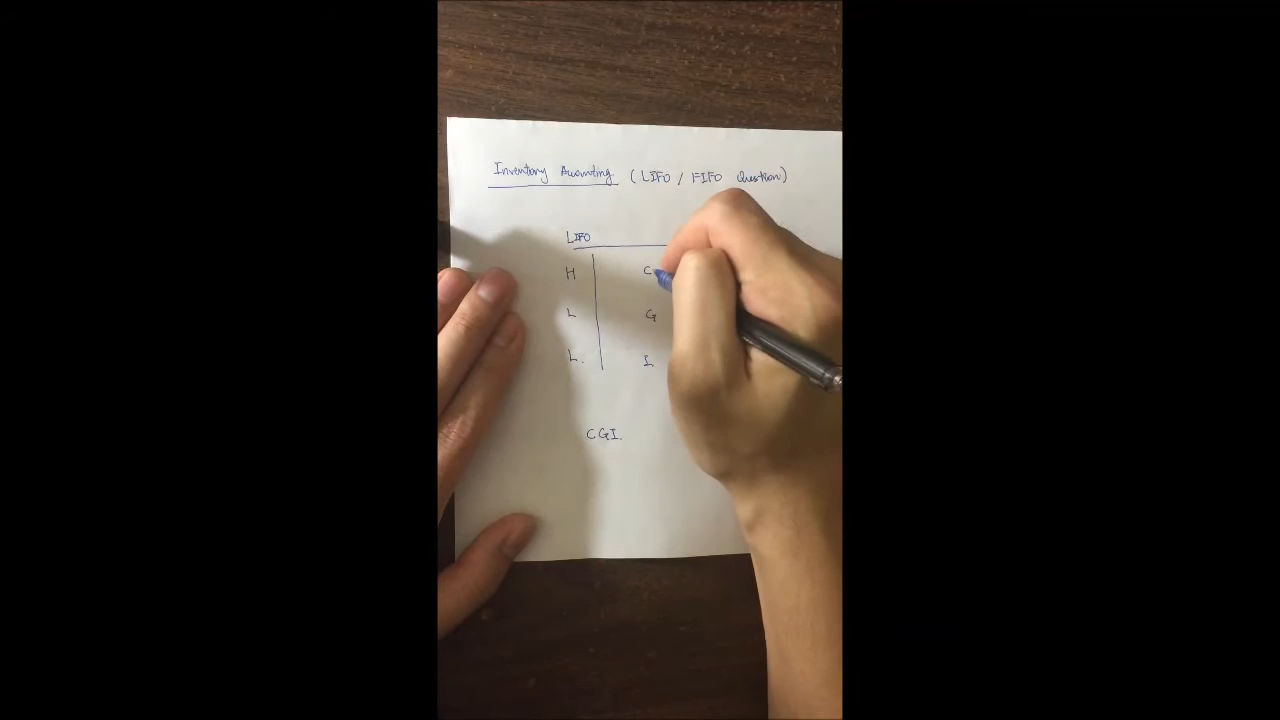 Inventory Accounting (LIFO / FIFO Question)
LIFO
H C
L G
L. I
CGI.